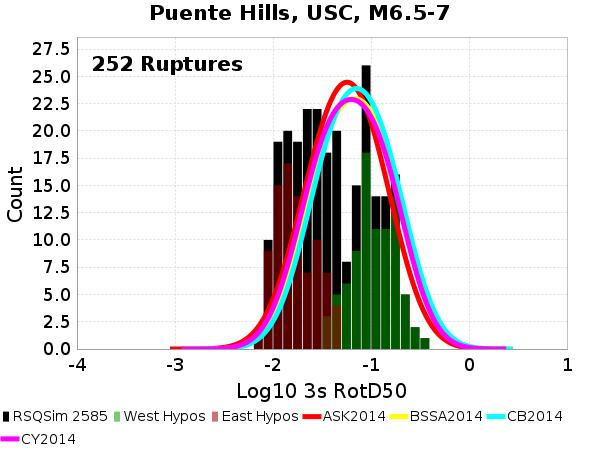 Puente Hills, USC, M6.5-7
252 Ruptures
27.5
25.0
22.5
20.0
17.5
15.0
12.5
10.0
7.5
5.0
2.5
0.0
Count
-4 -3 -2 -1 0 1
Log10 3s RotD50
RSQSim 2585 West Hypos East Hypos ASK2014 BSSA2014 CB2014
CY2014